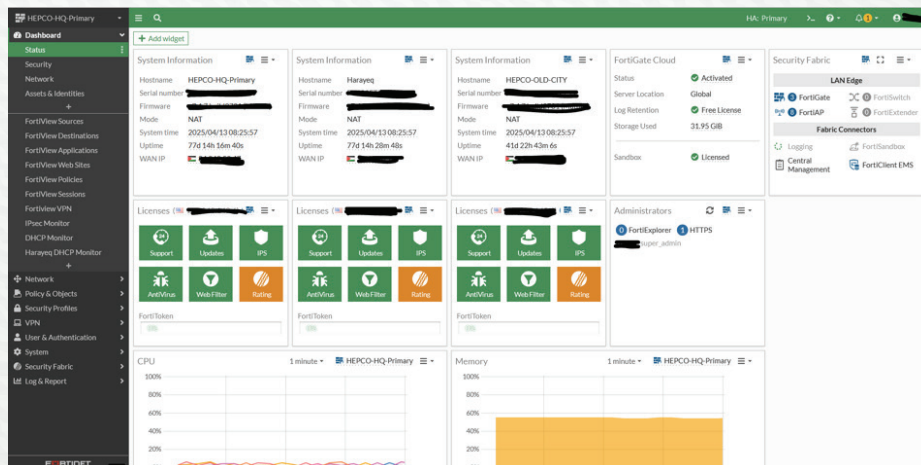 HEPCO-HQ-Primary
HA: Primary
Dashboard
Status
Security
Network
Assets & Identities
+
FortiView Sources
FortiView Destinations
FortiView Applications
FortiView Web Sites
FortiView Policies
FortiView Sessions
Fortiview VPN
IPsec Monitor
DHCP Monitor
Harayeq DHCP Monitor
+
Network
Policy & Objects
Security Profiles
VPN
User & Authentication
System
Security Fabric
Log & Report
+ Add widget
System Information
Hostname HEPCO-HQ-Primary
Serial number
Firmware
Mode NAT
System time 2025/04/13 08:25:57
Uptime 77d 14h 16m 40s
WAN IP
System Information
Hostname Harayeq
Serial number
Firmware
Mode NAT
System time 2025/04/13 08:25:57
Uptime 77d 14h 28m 48s
WAN IP
System Information
Hostname HEPCO-OLD-CITY
Serial number
Firmware
Mode NAT
System time 2025/04/13 08:25:57
Uptime 41d 22h 43m 6s
WAN IP
FortiGate Cloud
Status Activated
Server Location Global
Log Retention Free License
Storage Used 31.95 GiB
Sandbox Licensed
Security Fabric
LAN Edge
3 FortiGate 0 FortiSwitch
8 FortiAP 0 FortiExtender
Fabric Connectors
Logging FortiSandbox
Central Management FortiClient EMS
Licenses
Support Updates IPS
AntiVirus Web Filter Rating
FortiToken
0%
Licenses
Support Updates IPS
AntiVirus Web Filter Rating
FortiToken
0%
Licenses
Support Updates IPS
AntiVirus Web Filter Rating
FortiToken
0%
Administrators
0 FortiExplorer 1 HTTPS
super_admin
CPU 1 minute HEPCO-HQ-Primary
100%
80%
60%
40%
20%
Memory 1 minute HEPCO-HQ-Primary
100%
80%
60%
40%
20%